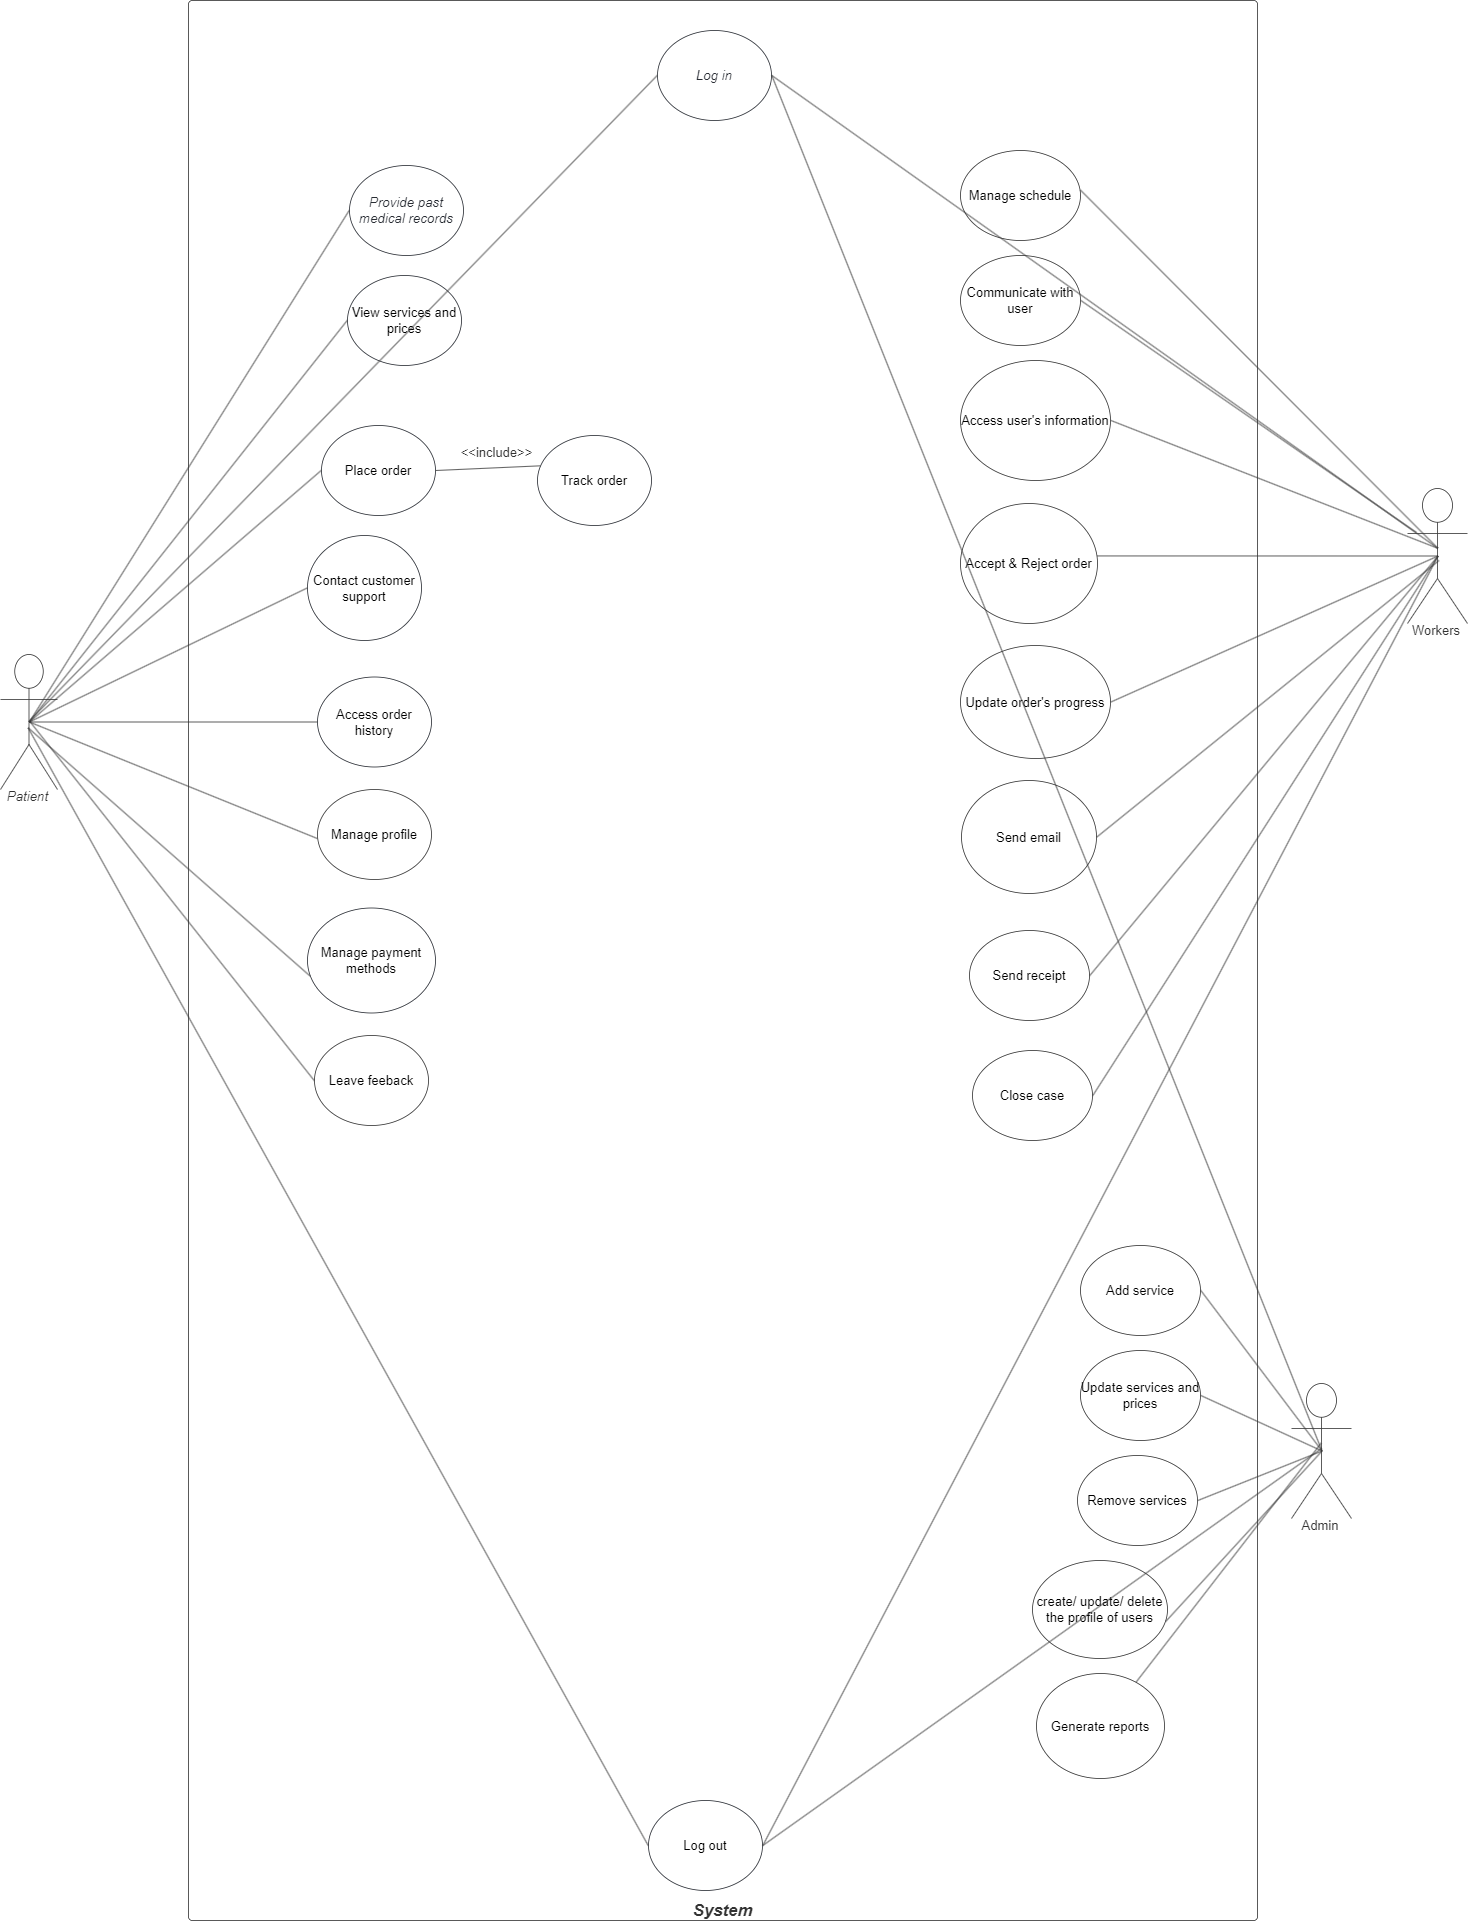 Log in
Provide past
medical records
View services and
prices
Place order
<<include>>
Track order
Contact customer
support
Access order
history
Manage profile
Manage payment
methods
Leave feeback
Patient
Manage schedule
Communicate with
user
Access user's information
Accept & Reject order
Update order's progress
Send email
Send receipt
Close case
Workers
Add service
Update services and
prices
Remove services
create/ update/ delete
the profile of users
Generate reports
Admin
Log out
System